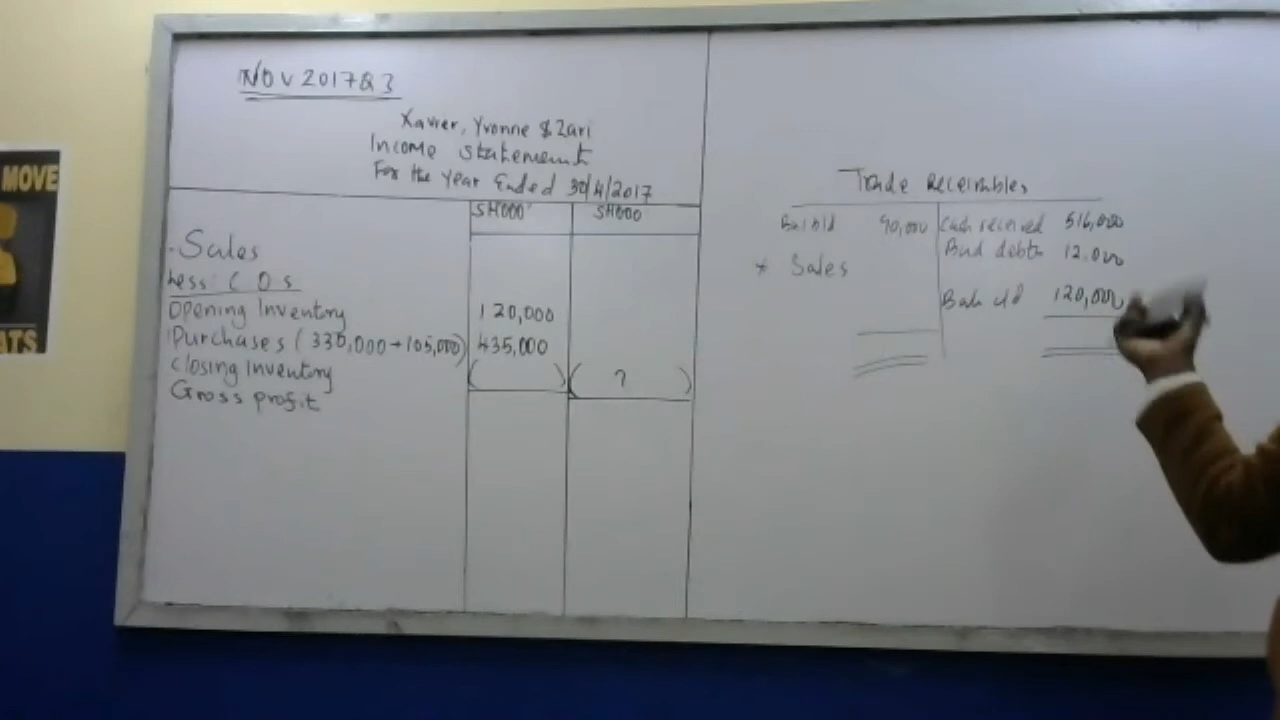 MOVE
ATS
NOV 2017 Q 3
Xavier, Yvonne & Zari
Income statement
For the Year Ended 30/4/2017
SH000' SH000
Sales
Less: C O s
Opening Inventory 120,000
Purchases (330,000+105,000) 435,000
Closing Inventory ( ) ( ? )
Gross profit
Trade Receivables
Bal b/d 90,000 Cash received 516,000
Bad debts 12,000
* Sales
Bal c/d 120,000